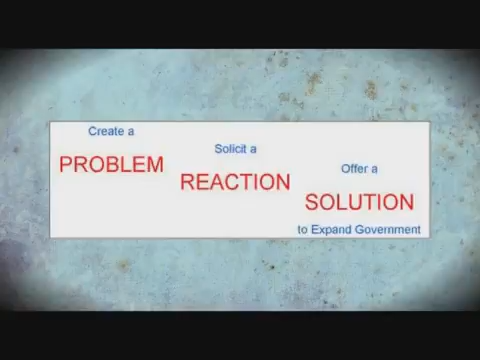 Create a
PROBLEM
Solicit a
REACTION
Offer a
SOLUTION
to Expand Government